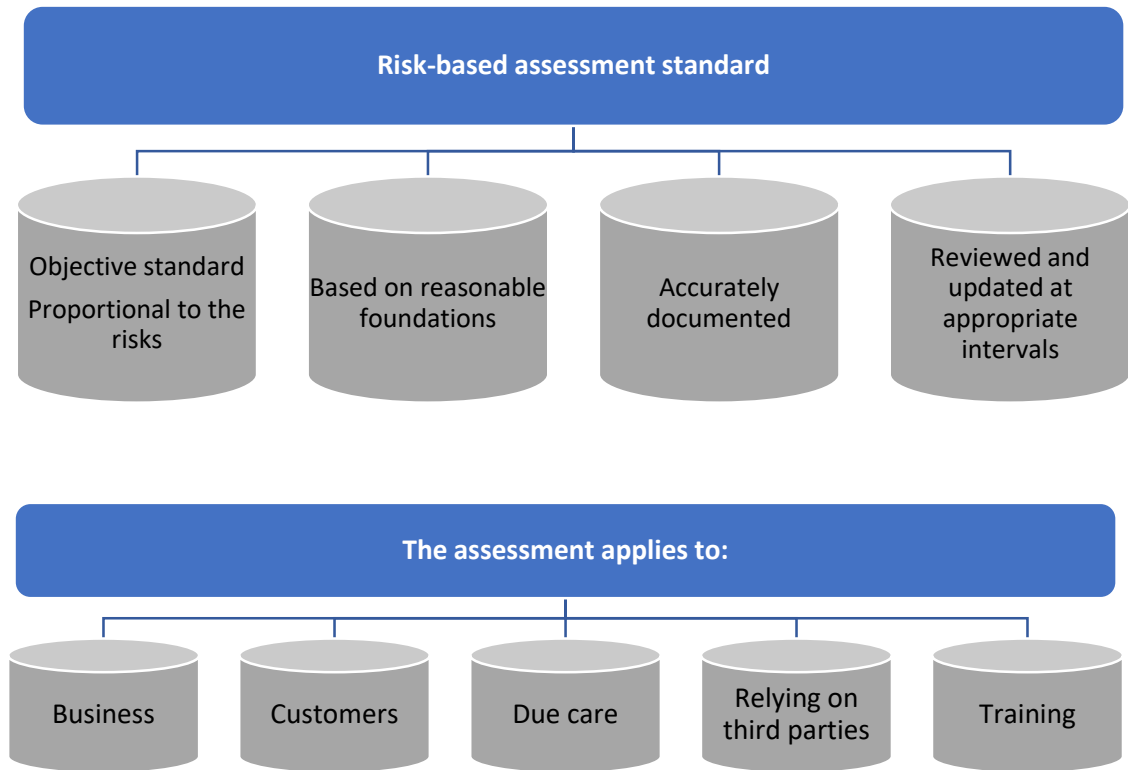 Risk-based assessment standard
Objective standard
Proportional to the
risks
Based on reasonable
foundations
Accurately
documented
Reviewed and
updated at
appropriate
intervals
The assessment applies to:
Business
Customers
Due care
Relying on
third parties
Training